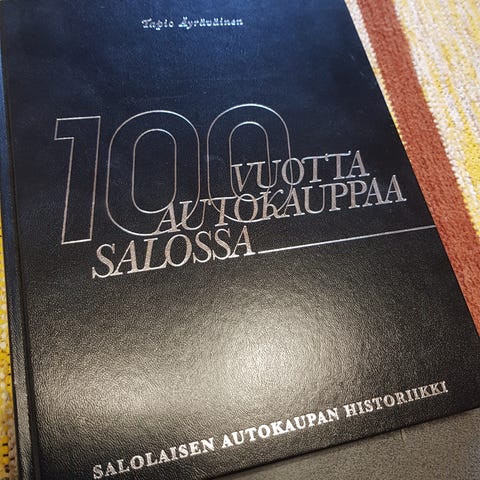 Tapio Äyräväinen
100
VUOTTA
AUTOKAUPPAA
SALOSSA
SALOLAISEN AUTOKAUPAN HISTORIIKKI